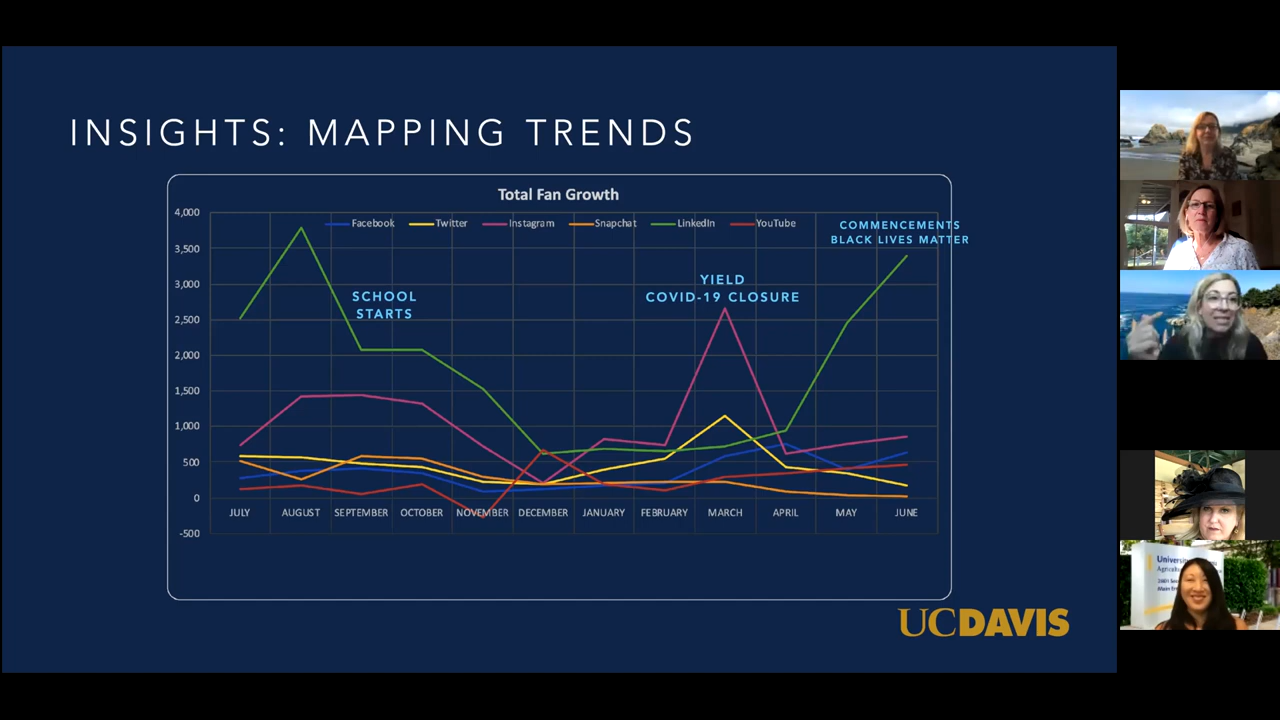 INSIGHTS: MAPPING TRENDS
Total Fan Growth
Facebook Twitter Instagram Snapchat LinkedIn YouTube
4,000
3,500
3,000
2,500
2,000
1,500
1,000
500
0
-500
SCHOOL
STARTS
YIELD
COVID-19 CLOSURE
COMMENCEMENTS
BLACK LIVES MATTER
JULY AUGUST SEPTEMBER OCTOBER NOVEMBER DECEMBER JANUARY FEBRUARY MARCH APRIL MAY JUNE
UCDAVIS